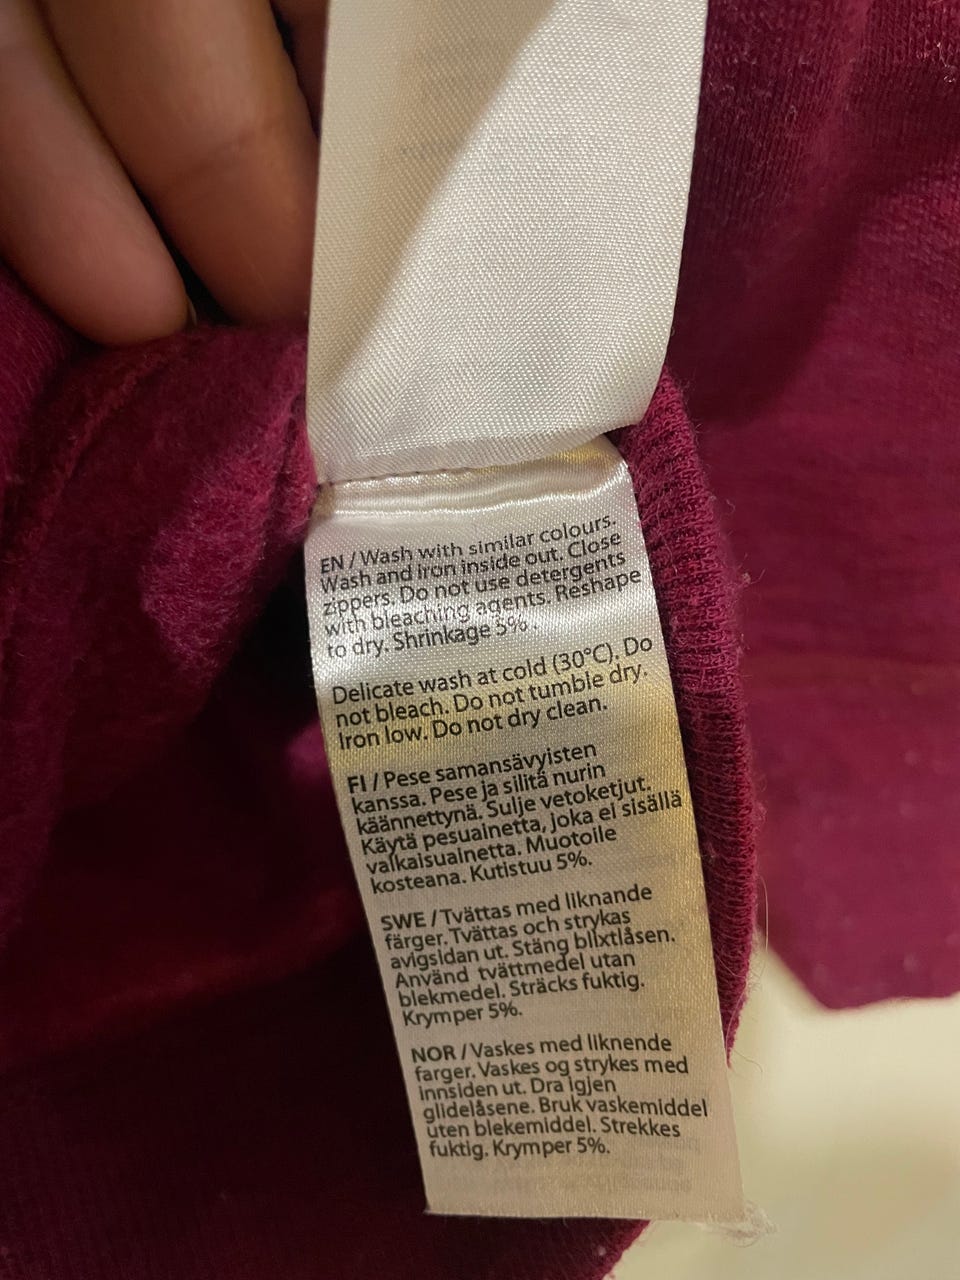 EN / Wash with similar colours.
Wash and iron inside out. Close
zippers. Do not use detergents
with bleaching agents. Reshape
to dry. Shrinkage 5% .
Delicate wash at cold (30°C). Do
not bleach. Do not tumble dry.
Iron low. Do not dry clean.
FI / Pese samansävyisten
kanssa. Pese ja silitä nurin
käännettynä. Sulje vetoketjut.
Käytä pesuainetta, joka ei sisällä
valkaisuainetta. Muotoile
kosteana. Kutistuu 5%.
SWE / Tvättas med liknande
färger. Tvättas och strykas
avigsidan ut. Stäng blixtlåsen.
Använd tvättmedel utan
blekmedel. Sträcks fuktig.
Krymper 5%.
NOR / Vaskes med liknende
farger. Vaskes og strykes med
innsiden ut. Dra igjen
glidelåsene. Bruk vaskemiddel
uten blekemiddel. Strekkes
fuktig. Krymper 5%.